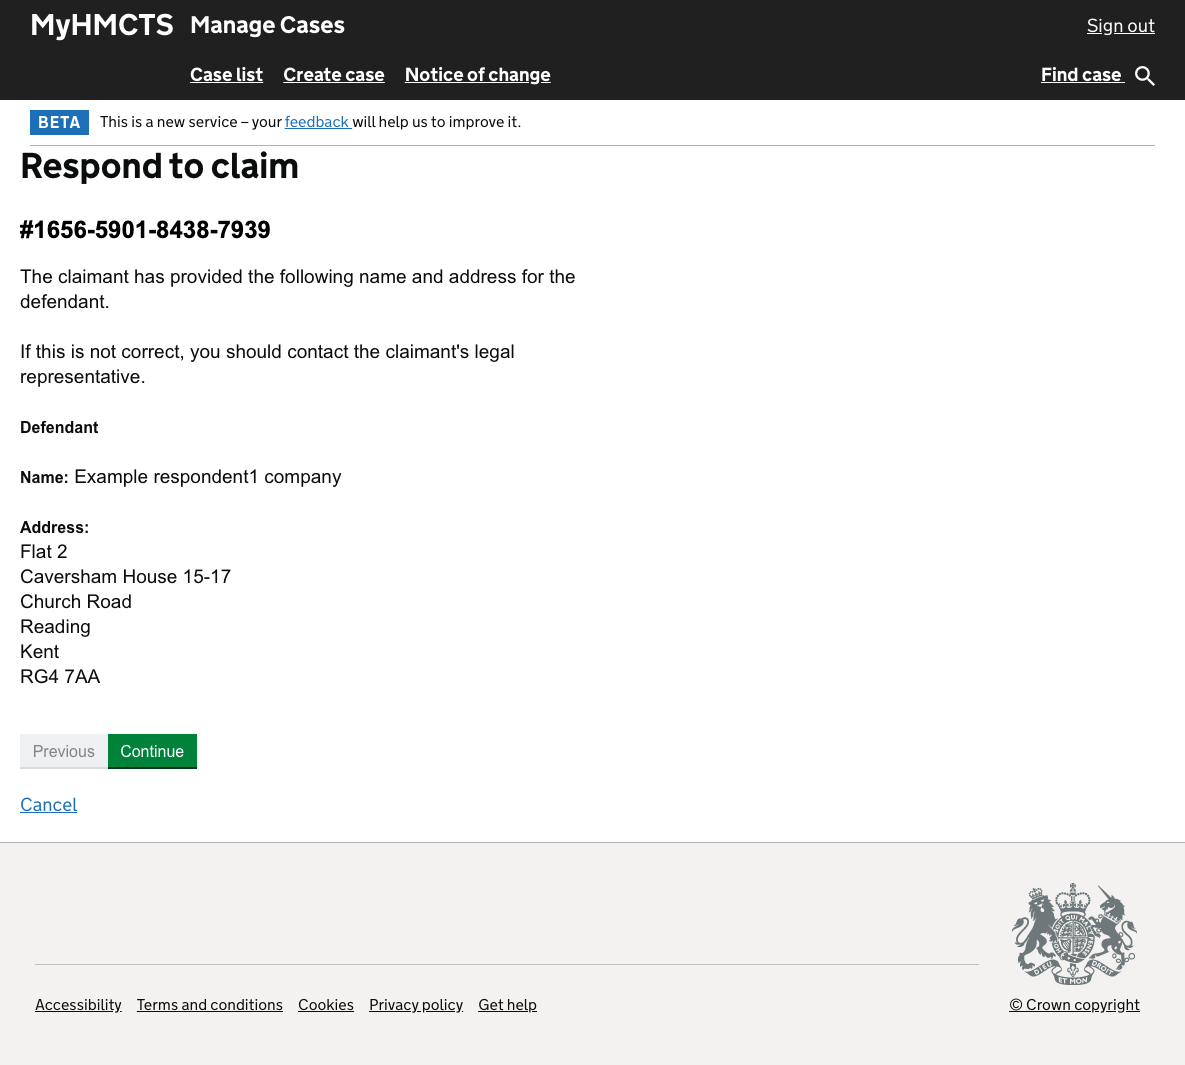 MyHMCTS Manage Cases Sign out
Case list Create case Notice of change Find case
BETA This is a new service – your feedback will help us to improve it.
Respond to claim
#1656-5901-8438-7939
The claimant has provided the following name and address for the
defendant.
If this is not correct, you should contact the claimant's legal
representative.
Defendant
Name: Example respondent1 company
Address:
Flat 2
Caversham House 15-17
Church Road
Reading
Kent
RG4 7AA
Previous Continue
Cancel
DIEU ET MON DROIT
Accessibility Terms and conditions Cookies Privacy policy Get help © Crown copyright